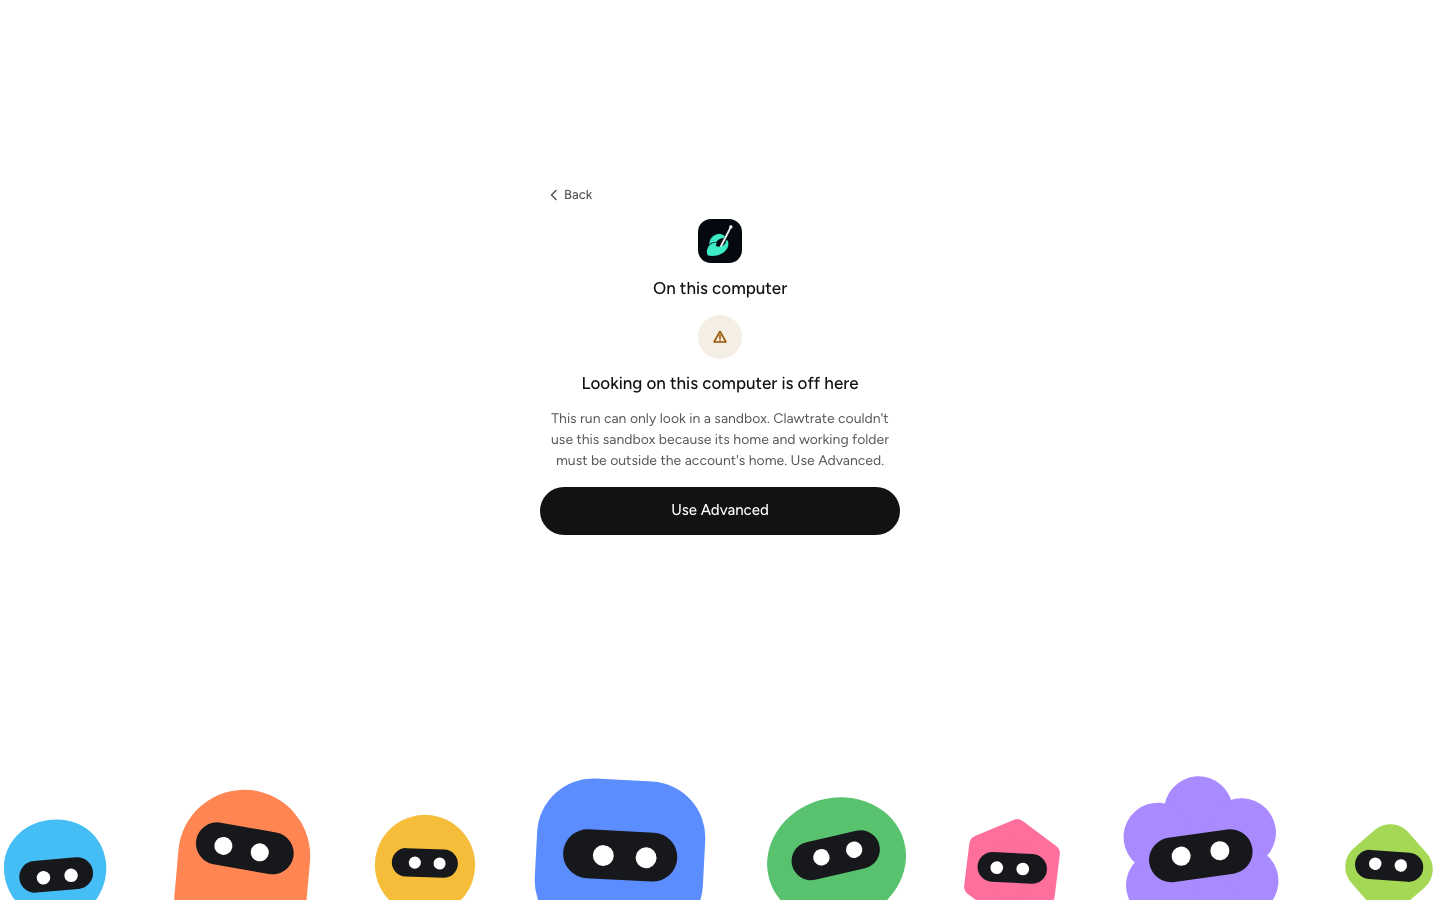 Back
On this computer
Looking on this computer is off here
This run can only look in a sandbox. Clawtrate couldn't
use this sandbox because its home and working folder
must be outside the account's home. Use Advanced.
Use Advanced